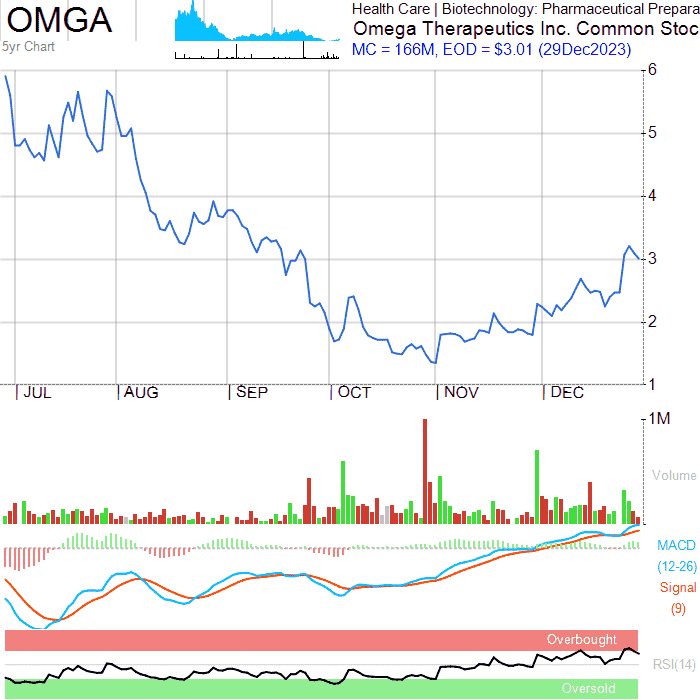 OMGA
5yr Chart
Health Care | Biotechnology: Pharmaceutical Prepara
Omega Therapeutics Inc. Common Stoc
MC = 166M, EOD = $3.01 (29Dec2023)
6
5
4
3
2
1
JUL AUG SEP OCT NOV DEC
1M
Volume
MACD
(12-26)
Signal
(9)
Overbought
RSI(14)
Oversold